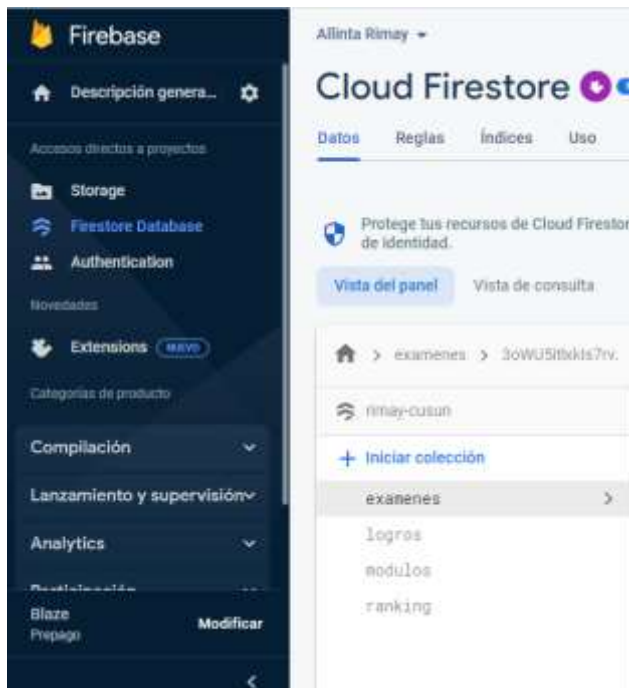 Firebase
Descripción genera...
Accesos directos a proyectos
Storage
Firestore Database
Authentication
Novedades
Extensions NUEVO
Categorías de producto
Compilación
Lanzamiento y supervisión
Analytics
Participación
Blaze
Prepago
Modificar
Allinta Rimay
Cloud Firestore
Datos Reglas Índices Uso
Protege tus recursos de Cloud Firestor
de identidad.
Vista del panel Vista de consulta
> examenes >
rimay-cusun
+ Iniciar colección
examenes >
logros
modulos
ranking